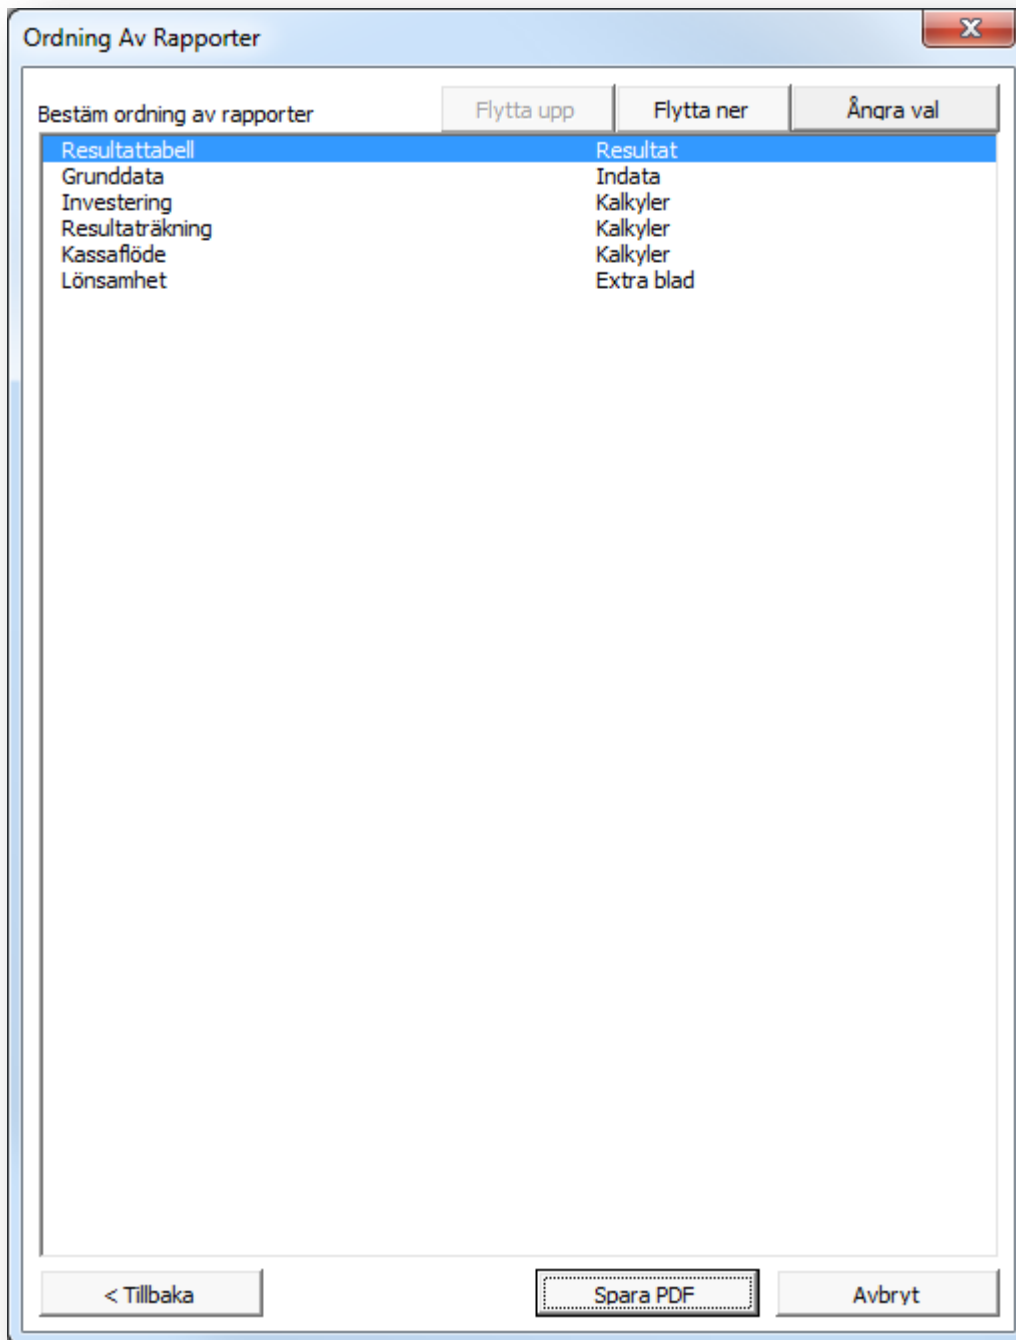 Ordning Av Rapporter
X
Bestäm ordning av rapporter Flytta upp Flytta ner Ångra val
Resultattabell Resultat
Grunddata Indata
Investering Kalkyler
Resultaträkning Kalkyler
Kassaflöde Kalkyler
Lönsamhet Extra blad
< Tillbaka Spara PDF Avbryt